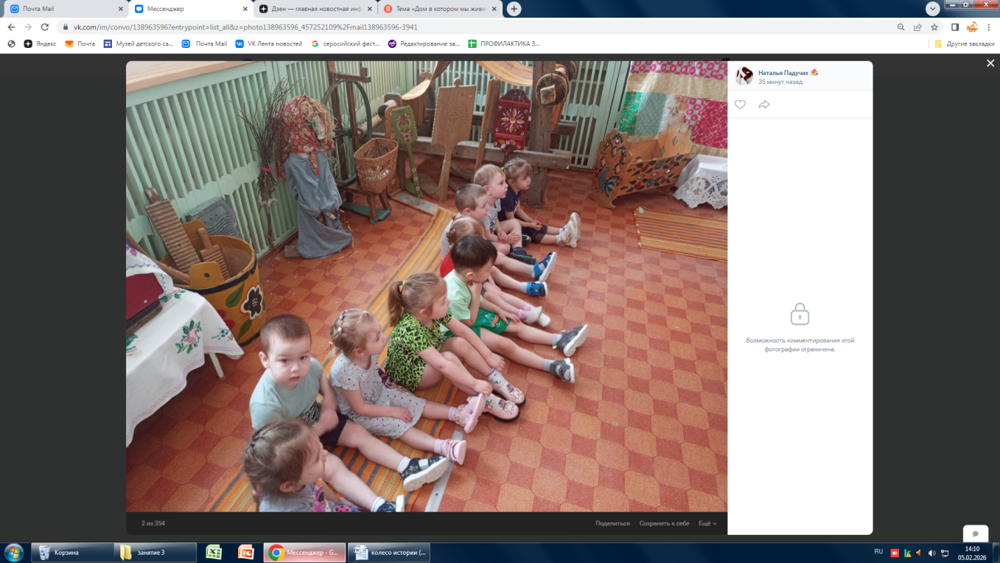 Почта Mail
Мессенджер
Дзен — главная новостная инф
Тема «Дом в котором мы живе
vk.com/im/convo/138963596?entrypoint=list_all&z=photo138963596_457252109%2Fmail138963596-3941
Яндекс
Почта
Музей детского са...
Почта Mail
VK Лента новостей
серосийский фест...
Редактирование за...
ПРОФИЛАКТИКА З...
Другие закладки
Наталья Падучих
35 минут назад
Возможность комментирования этой
фотографии ограничена.
2 из 354
Поделиться · Сохранить к себе · Ещё
Корзина
занятие 3
Мессенджер - G...
колесо истории (...
RU
14:10
05.02.2026